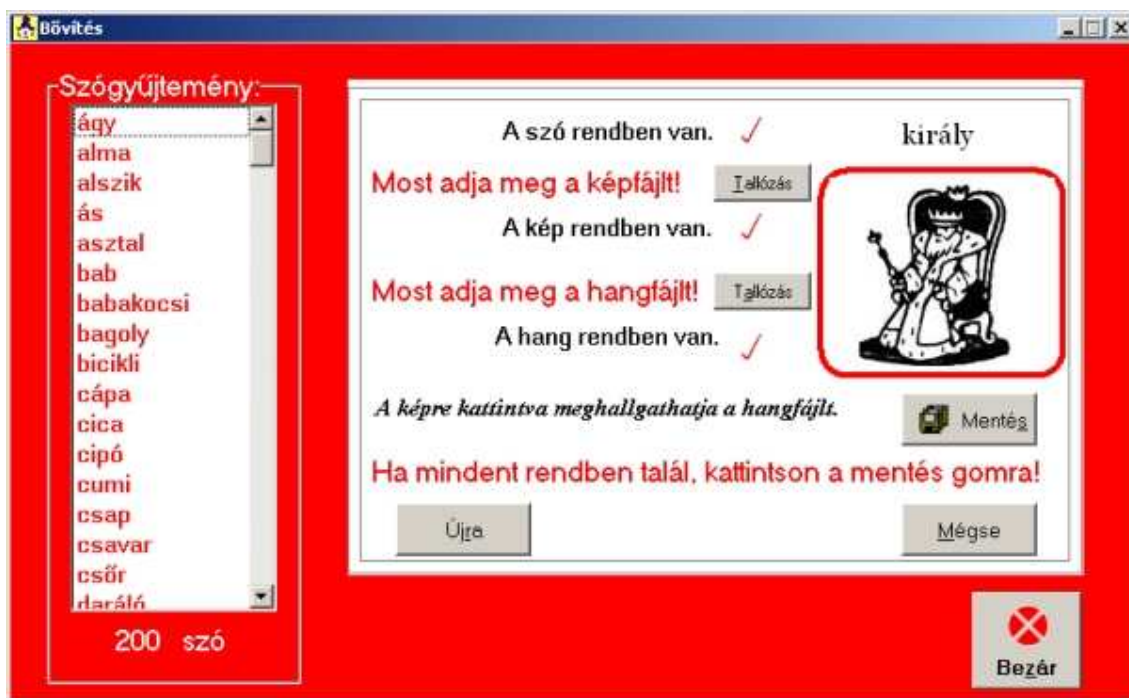 Bővítés
Szógyűjtemény:
ágy
alma
alszik
ás
asztal
bab
babakocsi
bagoly
bicikli
cápa
cica
cipó
cumi
csap
csavar
csőr
daráló
200 szó
A szó rendben van.
király
Most adja meg a képfájlt! Tallózás
A kép rendben van.
Most adja meg a hangfájlt! Tallózás
A hang rendben van.
A képre kattintva meghallgathatja a hangfájlt.
Mentés
Ha mindent rendben talál, kattintson a mentés gomra!
Újra Mégse
Bezár